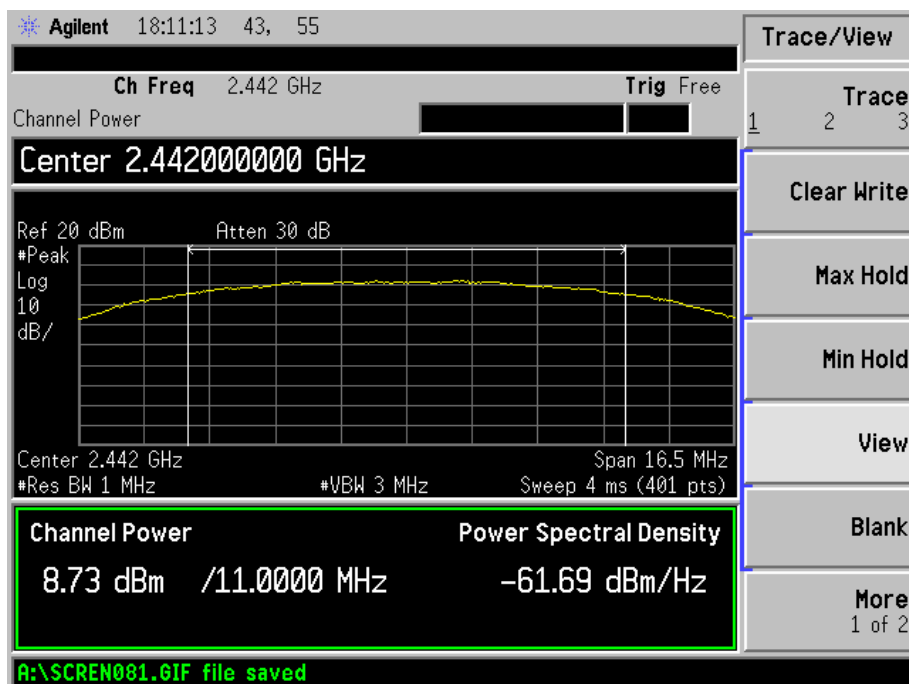 Agilent 18:11:13 43, 55
Trace/View
Ch Freq 2.442 GHz Trig Free
Channel Power
Trace
1 2 3
Center 2.442000000 GHz
Clear Write
Ref 20 dBm Atten 30 dB
#Peak
Log
10
dB/
Max Hold
Min Hold
View
Center 2.442 GHz Span 16.5 MHz
#Res BW 1 MHz #VBW 3 MHz Sweep 4 ms (401 pts)
Channel Power Power Spectral Density
Blank
8.73 dBm /11.0000 MHz -61.69 dBm/Hz
More
1 of 2
A:\SCREN081.GIF file saved